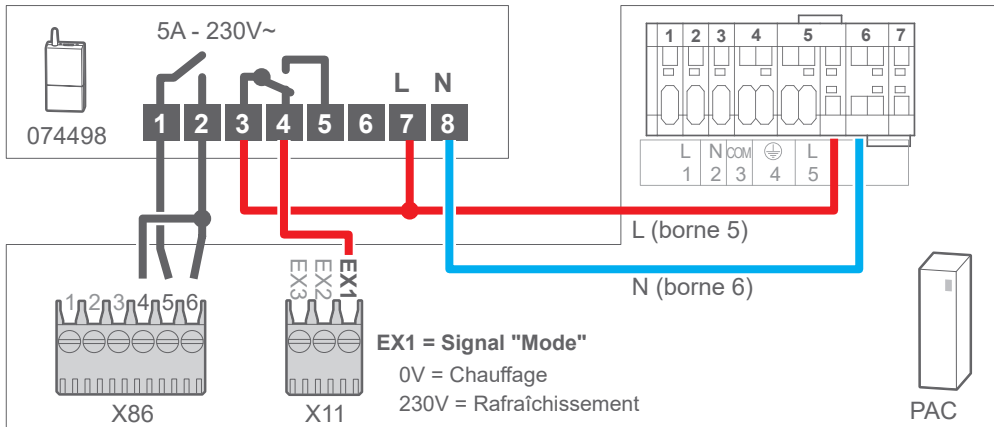 5A - 230V~
074498
L N
1 2 3 4 5 6 7 8
1 2 3 4 5 6 7
L N COM L
1 2 3 4 5
L (borne 5)
N (borne 6)
1 2 3 4 5 6
X86
EX3 EX2 EX1
X11
EX1 = Signal "Mode"
0V = Chauffage
230V = Rafraîchissement
PAC